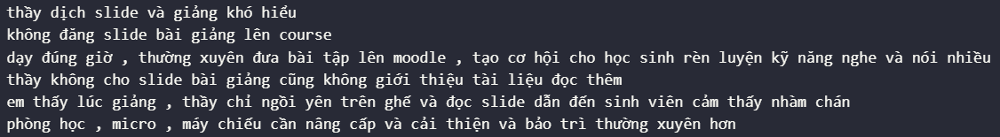 thầy dịch slide và giảng khó hiểu
không đăng slide bài giảng lên course
dạy đúng giờ , thường xuyên đưa bài tập lên moodle , tạo cơ hội cho học sinh rèn luyện kỹ năng nghe và nói nhiều
thầy không cho slide bài giảng cũng không giới thiệu tài liệu đọc thêm
em thấy lúc giảng , thầy chỉ ngồi yên trên ghế và đọc slide dẫn đến sinh viên cảm thấy nhàm chán
phòng học , micro , máy chiếu cần nâng cấp và cải thiện và bảo trì thường xuyên hơn